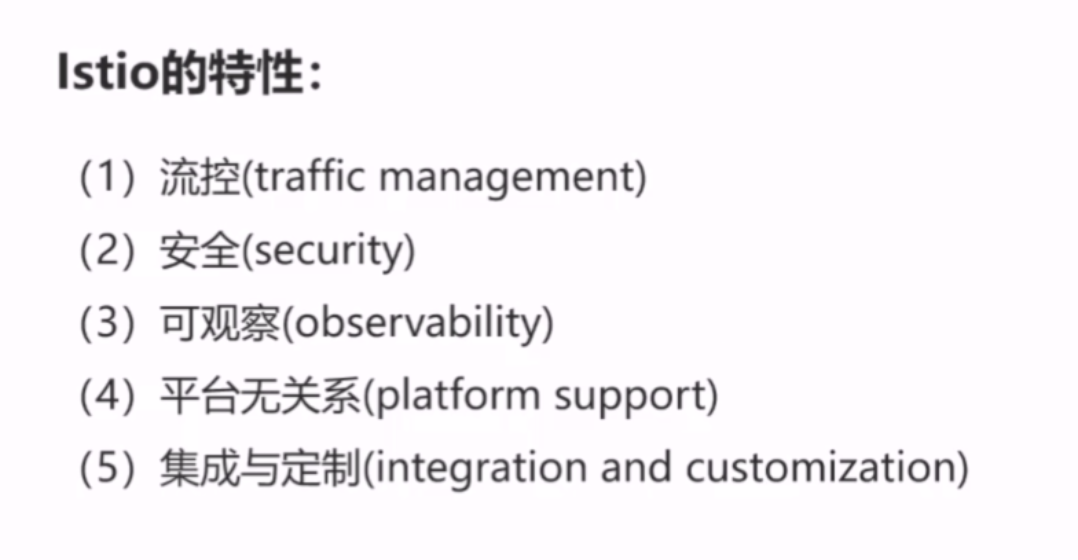 Istio的特性：
（1）流控(traffic management)
（2）安全(security)
（3）可观察(observability)
（4）平台无关系(platform support)
（5）集成与定制(integration and customization)